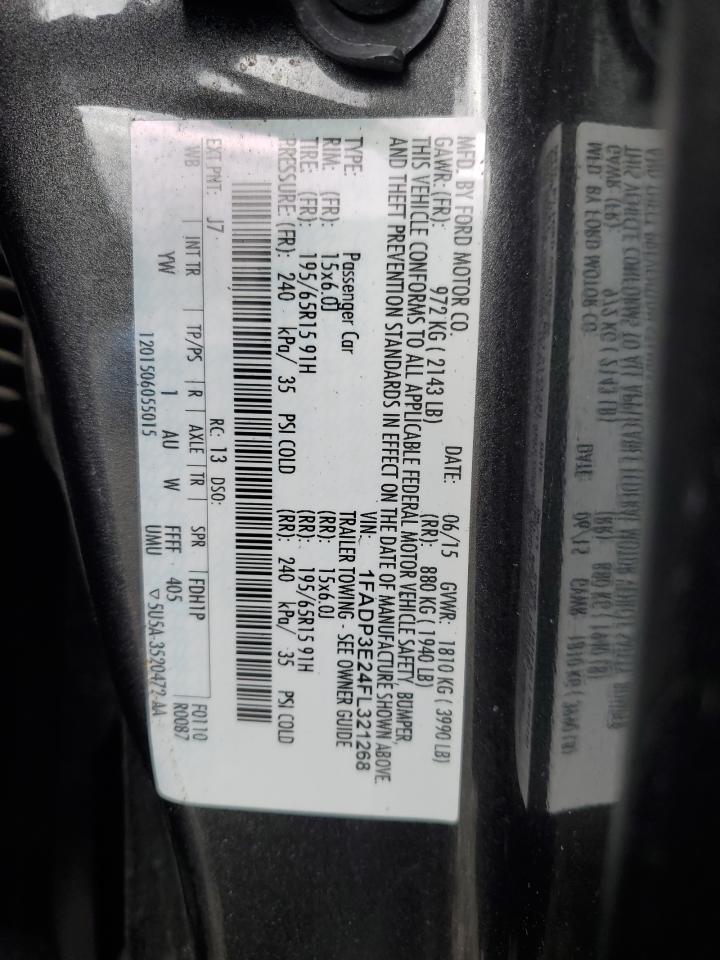 MFD. BY FORD MOTOR CO.
DATE: 06/15 GVWR: 1810 KG ( 3990 LB)
GAWR: (FR): 972 KG ( 2143 LB) (RR): 880 KG ( 1940 LB)
THIS VEHICLE CONFORMS TO ALL APPLICABLE FEDERAL MOTOR VEHICLE SAFETY, BUMPER,
AND THEFT PREVENTION STANDARDS IN EFFECT ON THE DATE OF MANUFACTURE SHOWN ABOVE.
VIN: 1FADP3E24FL321268
TYPE: Passenger Car TRAILER TOWING - SEE OWNER GUIDE
RIM: (FR): 15x6.0J (RR): 15x6.0J
TIRE: (FR): 195/65R15 91H (RR): 195/65R15 91H
PRESSURE: (FR): 240 kPa/ 35 PSI COLD (RR): 240 kPa/ 35 PSI COLD
EXT PNT: J7 RC: 13 DSO: F0110
WB INT TR TP/PS R AXLE TR SPR FDH1P R0087
YW 1 AU W FFFF 405
1201506055015 UMU ▽5U5A-3520472-AA